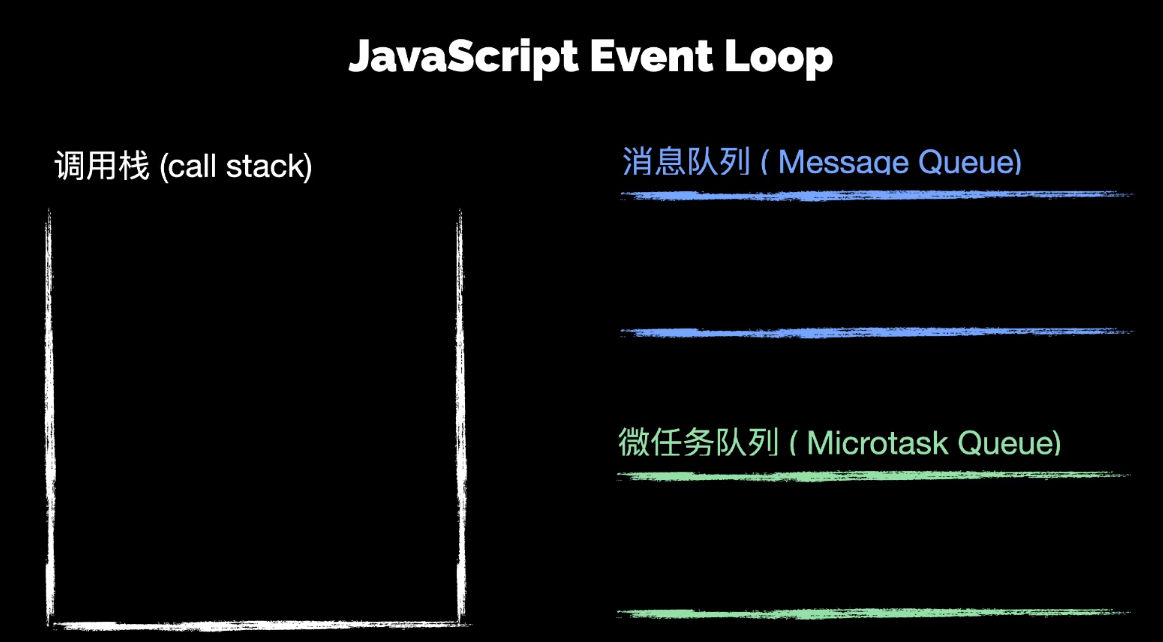 JavaScript Event Loop
调用栈 (call stack)
消息队列 ( Message Queue)
微任务队列 ( Microtask Queue)